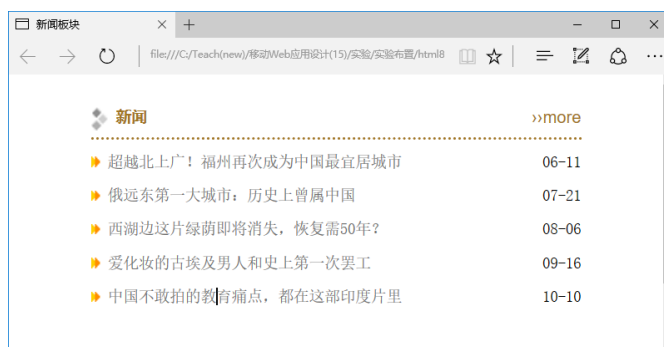 新闻板块
file:///C:/Teach(new)/移动Web应用设计(15)/实验/实验布置/html8
新闻 ››more
超越北上广！福州再次成为中国最宜居城市 06-11
俄远东第一大城市：历史上曾属中国 07-21
西湖边这片绿荫即将消失，恢复需50年？ 08-06
爱化妆的古埃及男人和史上第一次罢工 09-16
中国不敢拍的教育痛点，都在这部印度片里 10-10